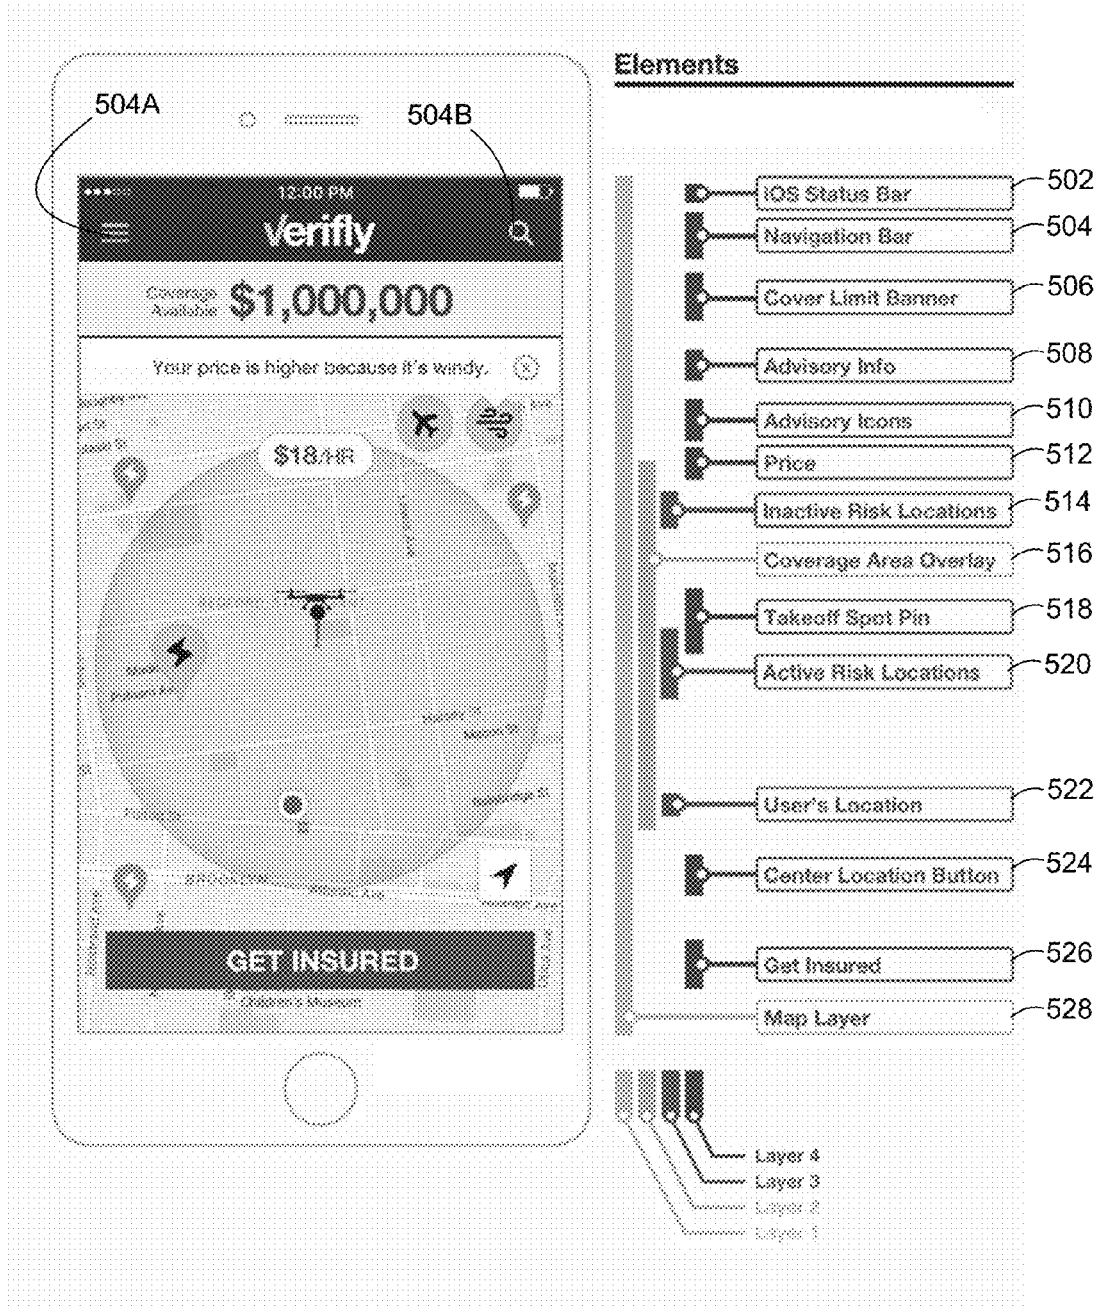 Elements
504A
504B
12:00 PM
verifly
Coverage
Available
$1,000,000
Your price is higher because it's windy.
$18/HR
BROOKLYN
GET INSURED
Children's Museum
iOS Status Bar
502
Navigation Bar
504
Cover Limit Banner
506
Advisory Info
508
Advisory Icons
510
Price
512
Inactive Risk Locations
514
Coverage Area Overlay
516
Takeoff Spot Pin
518
Active Risk Locations
520
User's Location
522
Center Location Button
524
Get Insured
526
Map Layer
528
Layer 4
Layer 3
Layer 2
Layer 1